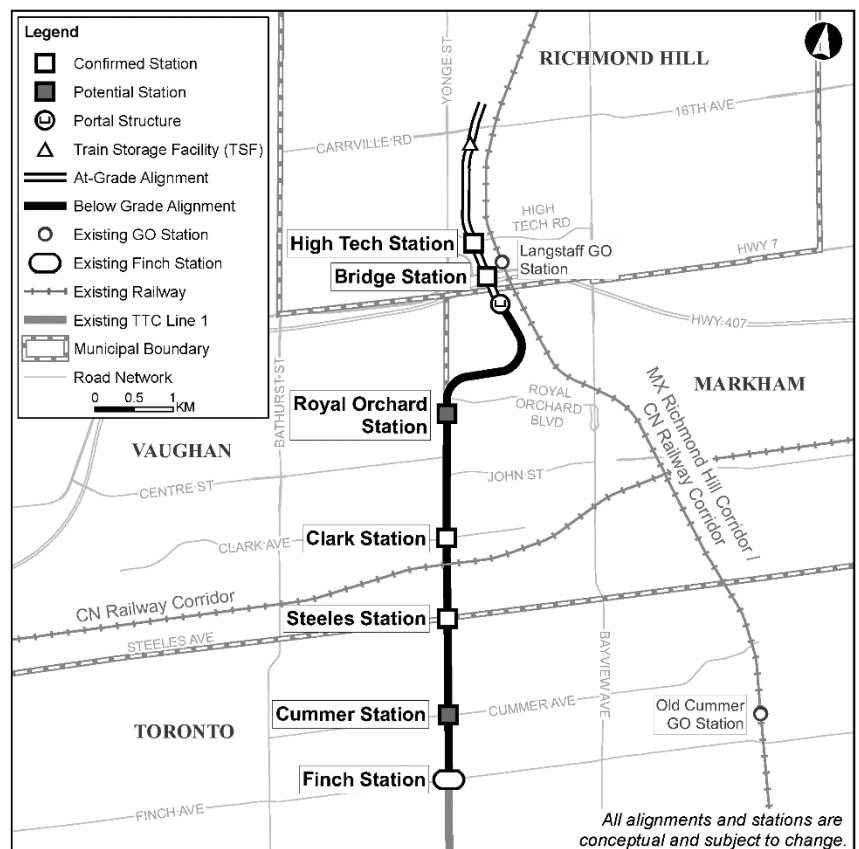 Legend
Confirmed Station
Potential Station
Portal Structure
Train Storage Facility (TSF)
At-Grade Alignment
Below Grade Alignment
Existing GO Station
Existing Finch Station
Existing Railway
Existing TTC Line 1
Municipal Boundary
Road Network
0 0.5 1
KM
YONGE ST
RICHMOND HILL
16TH AVE
CARRVILLE RD
HIGH
TECH RD
High Tech Station
Langstaff GO
Station
HWY 7
Bridge Station
HWY 407
BATHURST ST
MARKHAM
ROYAL
ORCHARD
BLVD
Royal Orchard
Station
MX Richmond Hill Corridor /
CN Railway Corridor
VAUGHAN
JOHN ST
CENTRE ST
Clark Station
CLARK AVE
CN Railway Corridor
Steeles Station
STEELES AVE
BAYVIEW AVE
Old Cummer
GO Station
Cummer Station
CUMMER AVE
TORONTO
Finch Station
FINCH AVE
All alignments and stations are
conceptual and subject to change.